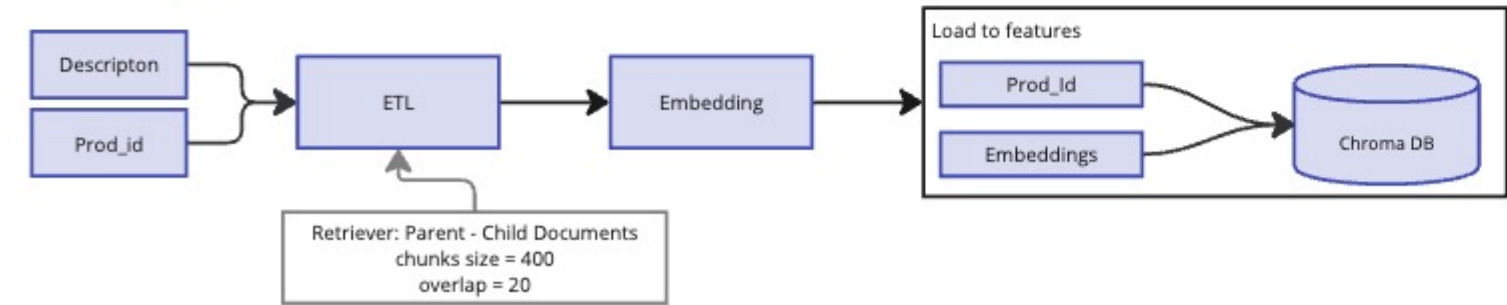 Descripton
Prod_id
ETL
Embedding
Load to features
Prod_Id
Embeddings
Chroma DB
Retriever: Parent - Child Documents
chunks size = 400
overlap = 20